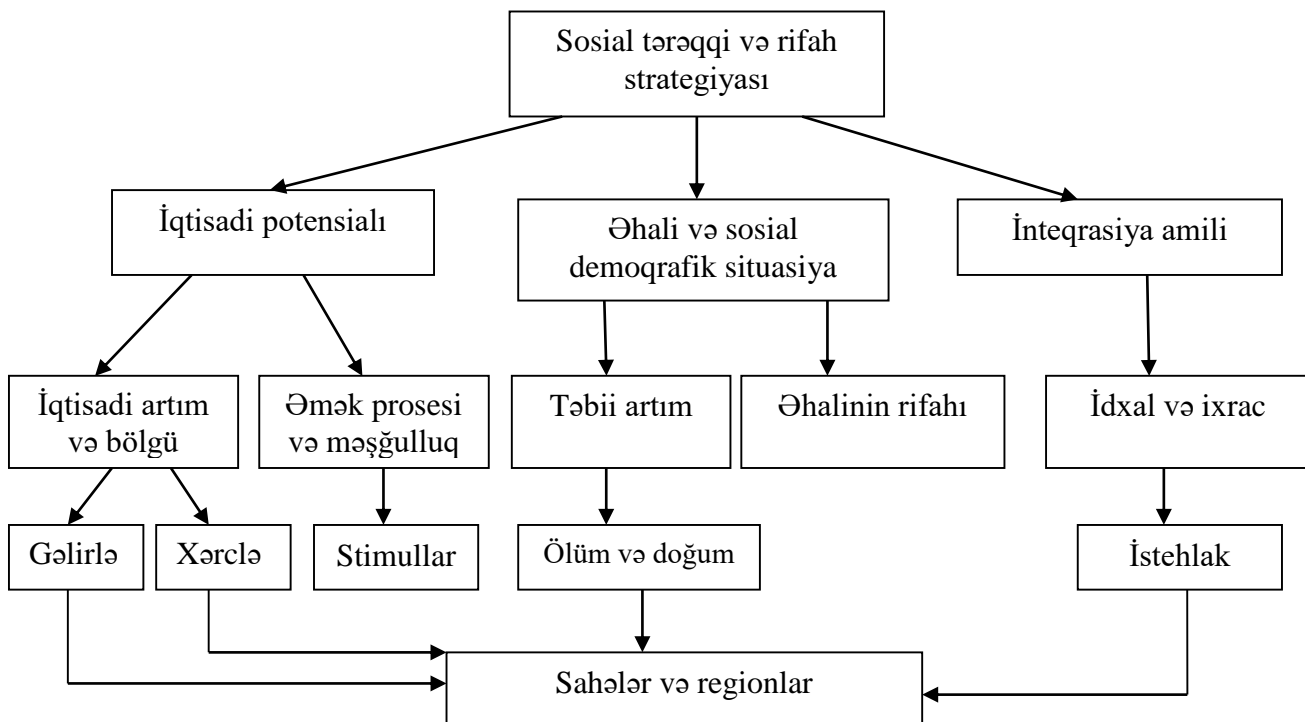 Sosial tərəqqi və rifah
strategiyası
İqtisadi potensialı
Əhali və sosial
demoqrafik situasiya
İnteqrasiya amili
İqtisadi artım
və bölgü
Əmək prosesi
və məşğulluq
Təbii artım
Əhalinin rifahı
İdxal və ixrac
Gəlirlə
Xərclə
Stimullar
Ölüm və doğum
İstehlak
Sahələr və regionlar